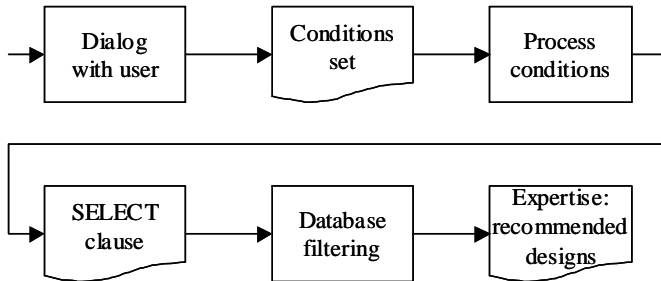 Dialog
with user
Conditions
set
Process
conditions
SELECT
clause
Database
filtering
Expertise:
recommended
designs